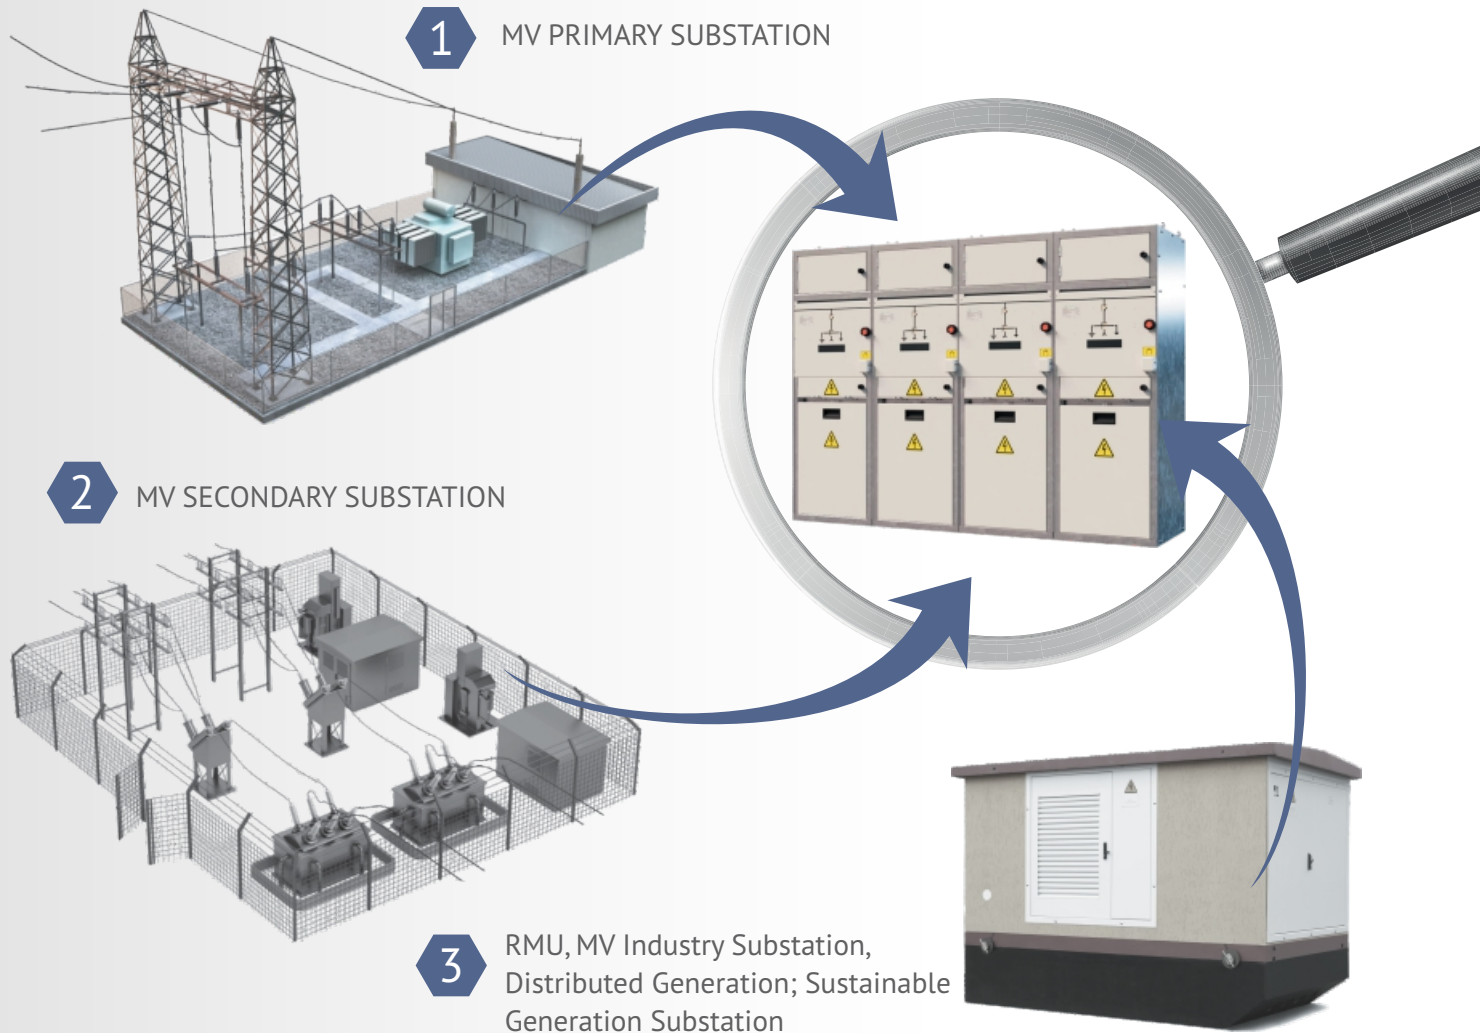 1
MV PRIMARY SUBSTATION
2
MV SECONDARY SUBSTATION
3
RMU, MV Industry Substation,
Distributed Generation; Sustainable
Generation Substation